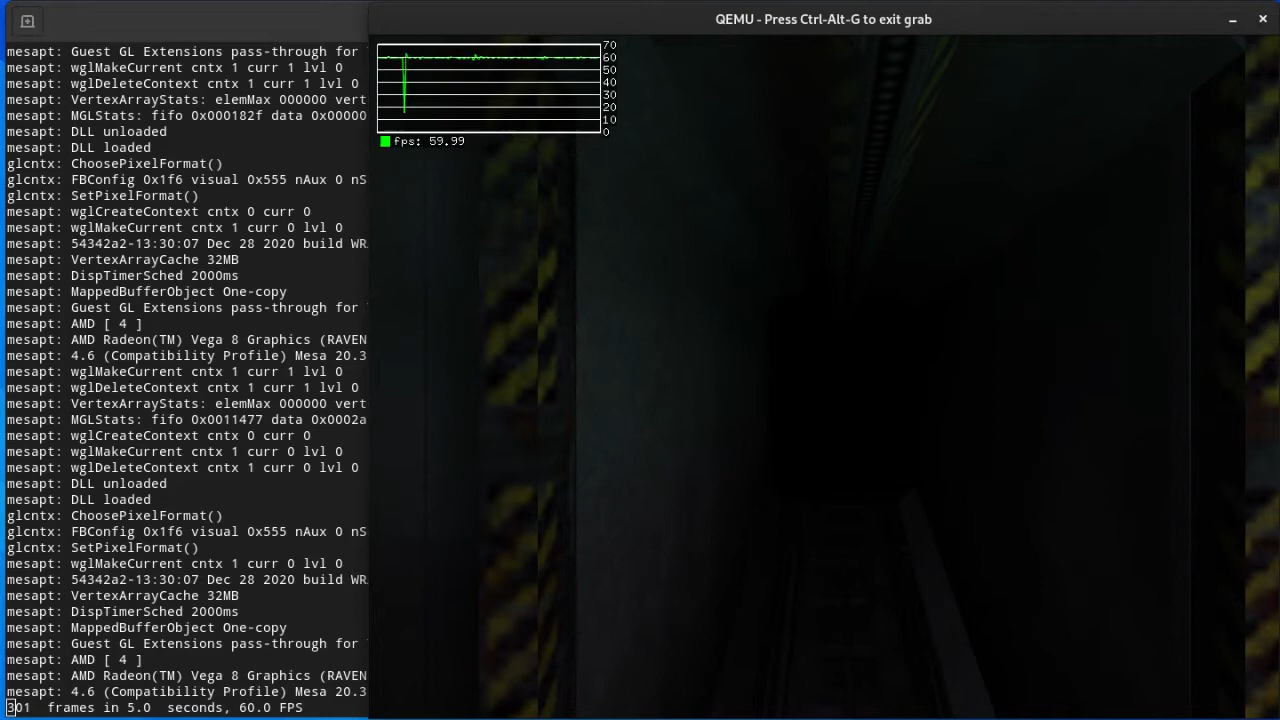 QEMU - Press Ctrl-Alt-G to exit grab
mesapt: Guest GL Extensions pass-through for
mesapt: wglMakeCurrent cntx 1 curr 1 lvl 0
mesapt: wglDeleteContext cntx 1 curr 1 lvl 0
mesapt: VertexArrayStats: elemMax 000000 vert
mesapt: MGLStats: fifo 0x000182f data 0x00000
mesapt: DLL unloaded
mesapt: DLL loaded
glcntx: ChoosePixelFormat()
glcntx: FBConfig 0x1f6 visual 0x555 nAux 0 nS
glcntx: SetPixelFormat()
mesapt: wglCreateContext cntx 0 curr 0
mesapt: wglMakeCurrent cntx 1 curr 0 lvl 0
mesapt: 54342a2-13:30:07 Dec 28 2020 build WR
mesapt: VertexArrayCache 32MB
mesapt: DispTimerSched 2000ms
mesapt: MappedBufferObject One-copy
mesapt: Guest GL Extensions pass-through for
mesapt: AMD [ 4 ]
mesapt: AMD Radeon(TM) Vega 8 Graphics (RAVEN
mesapt: 4.6 (Compatibility Profile) Mesa 20.3
mesapt: wglMakeCurrent cntx 1 curr 1 lvl 0
mesapt: wglDeleteContext cntx 1 curr 1 lvl 0
mesapt: VertexArrayStats: elemMax 000000 vert
mesapt: MGLStats: fifo 0x0011477 data 0x0002a
mesapt: wglCreateContext cntx 0 curr 0
mesapt: wglMakeCurrent cntx 1 curr 0 lvl 0
mesapt: wglDeleteContext cntx 1 curr 0 lvl 0
mesapt: DLL unloaded
mesapt: DLL loaded
glcntx: ChoosePixelFormat()
glcntx: FBConfig 0x1f6 visual 0x555 nAux 0 nS
glcntx: SetPixelFormat()
mesapt: wglMakeCurrent cntx 1 curr 0 lvl 0
mesapt: 54342a2-13:30:07 Dec 28 2020 build WR
mesapt: VertexArrayCache 32MB
mesapt: DispTimerSched 2000ms
mesapt: MappedBufferObject One-copy
mesapt: Guest GL Extensions pass-through for
mesapt: AMD [ 4 ]
mesapt: AMD Radeon(TM) Vega 8 Graphics (RAVEN
mesapt: 4.6 (Compatibility Profile) Mesa 20.3
301 frames in 5.0 seconds, 60.0 FPS
70
60
50
40
30
20
10
0
fps: 59.99